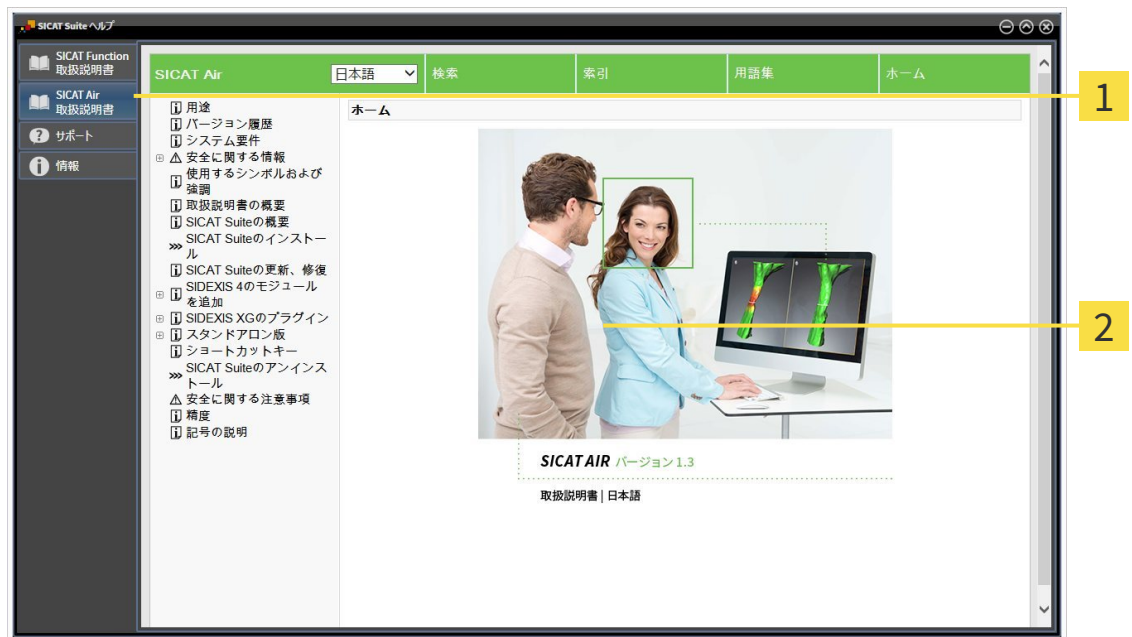 SICAT Suite ヘルプ
SICAT Function
取扱説明書
SICAT Air
取扱説明書
サポート
情報
SICAT Air
日本語
検索
索引
用語集
ホーム
用途
バージョン履歴
システム要件
安全に関する情報
使用するシンボルおよび
強調
取扱説明書の概要
SICAT Suiteの概要
SICAT Suiteのインストー
ル
SICAT Suiteの更新、修復
SIDEXIS 4のモジュール
を追加
SIDEXIS XGのプラグイン
スタンドアロン版
ショートカットキー
SICAT Suiteのアンインス
トール
安全に関する注意事項
精度
記号の説明
ホーム
SICAT AIR バージョン 1.3
取扱説明書 | 日本語
1
2